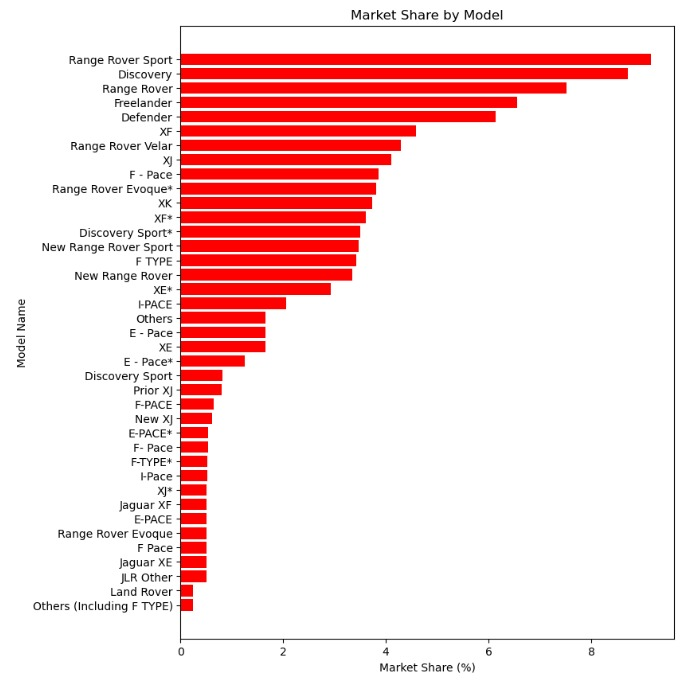 Market Share by Model
Range Rover Sport
Discovery
Range Rover
Freelander
Defender
XF
Range Rover Velar
XJ
F - Pace
Range Rover Evoque*
XK
XF*
Discovery Sport*
New Range Rover Sport
F TYPE
New Range Rover
XE*
I-PACE
Others
E - Pace
XE
E - Pace*
Discovery Sport
Prior XJ
F-PACE
New XJ
E-PACE*
F- Pace
F-TYPE*
I-Pace
XJ*
Jaguar XF
E-PACE
Range Rover Evoque
F Pace
Jaguar XE
JLR Other
Land Rover
Others (Including F TYPE)
Model Name
0 2 4 6 8
Market Share (%)